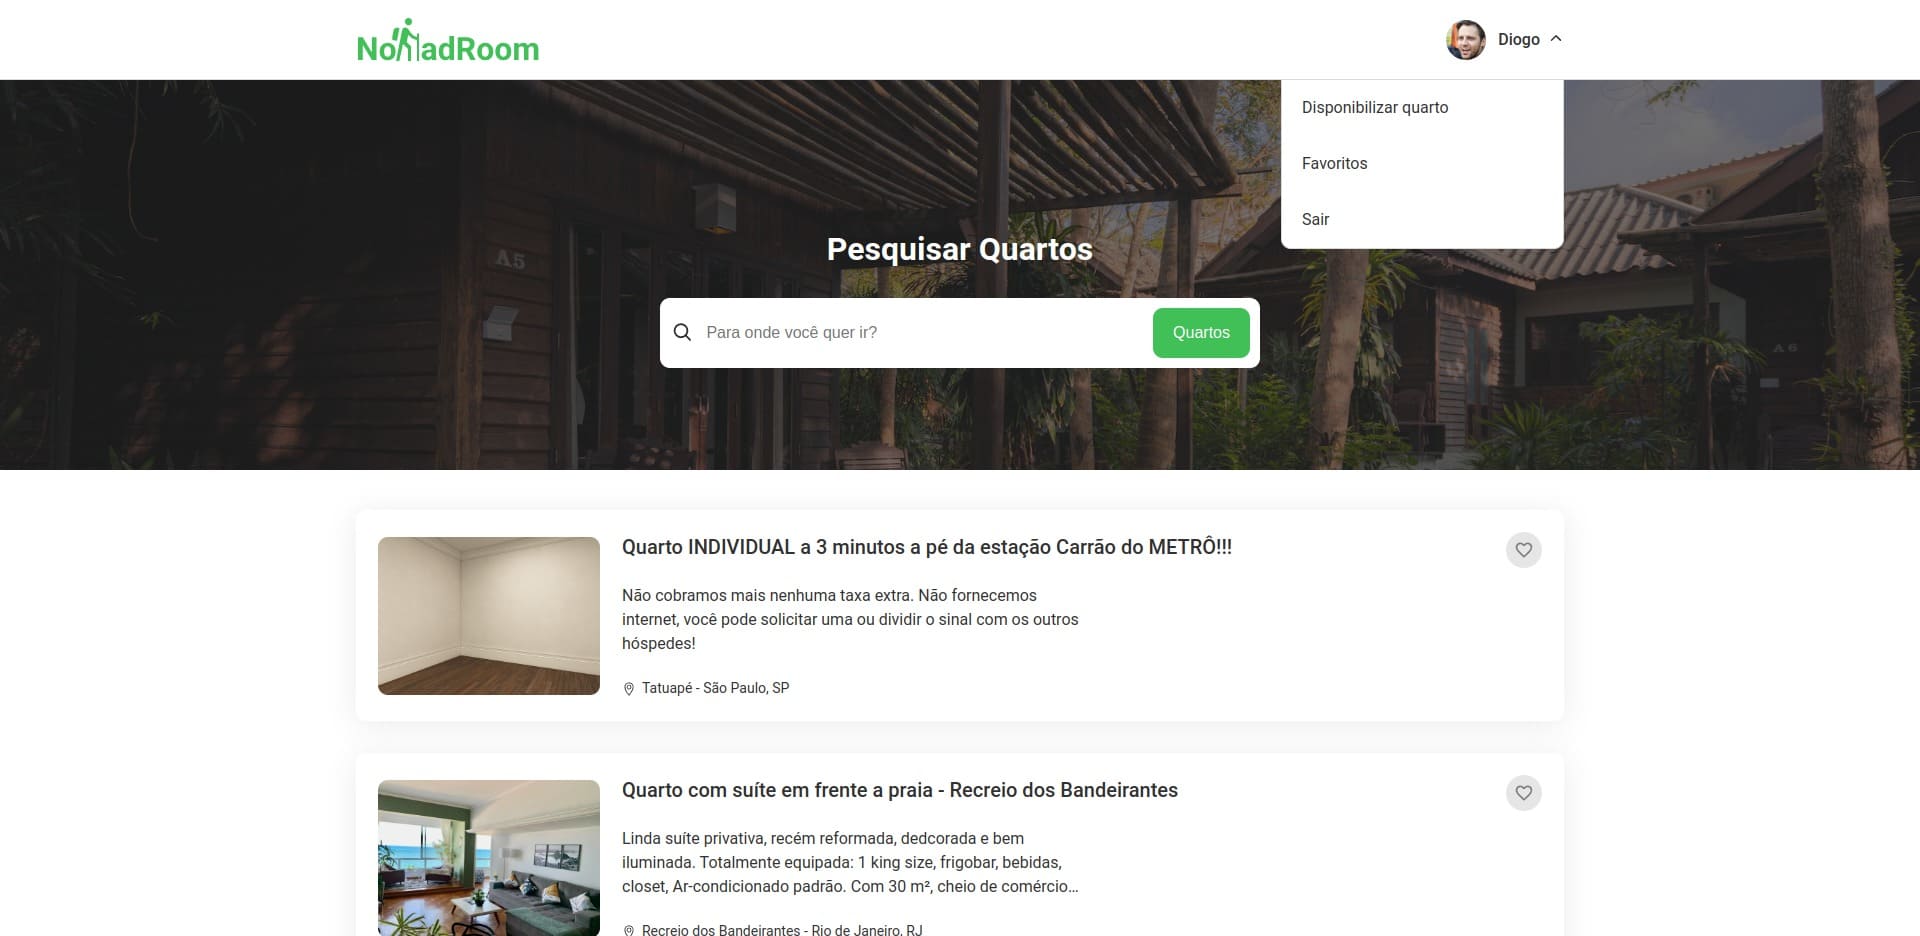 NomadRoom
Diogo
Disponibilizar quarto
Favoritos
Sair
A5
Pesquisar Quartos
Para onde você quer ir?
Quartos
A6
Quarto INDIVIDUAL a 3 minutos a pé da estação Carrão do METRÔ!!!
Não cobramos mais nenhuma taxa extra. Não fornecemos
internet, você pode solicitar uma ou dividir o sinal com os outros
hóspedes!
Tatuapé - São Paulo, SP
Quarto com suíte em frente a praia - Recreio dos Bandeirantes
Linda suíte privativa, recém reformada, dedcorada e bem
iluminada. Totalmente equipada: 1 king size, frigobar, bebidas,
closet, Ar-condicionado padrão. Com 30 m², cheio de comércio...
Recreio dos Bandeirantes - Rio de Janeiro, RJ